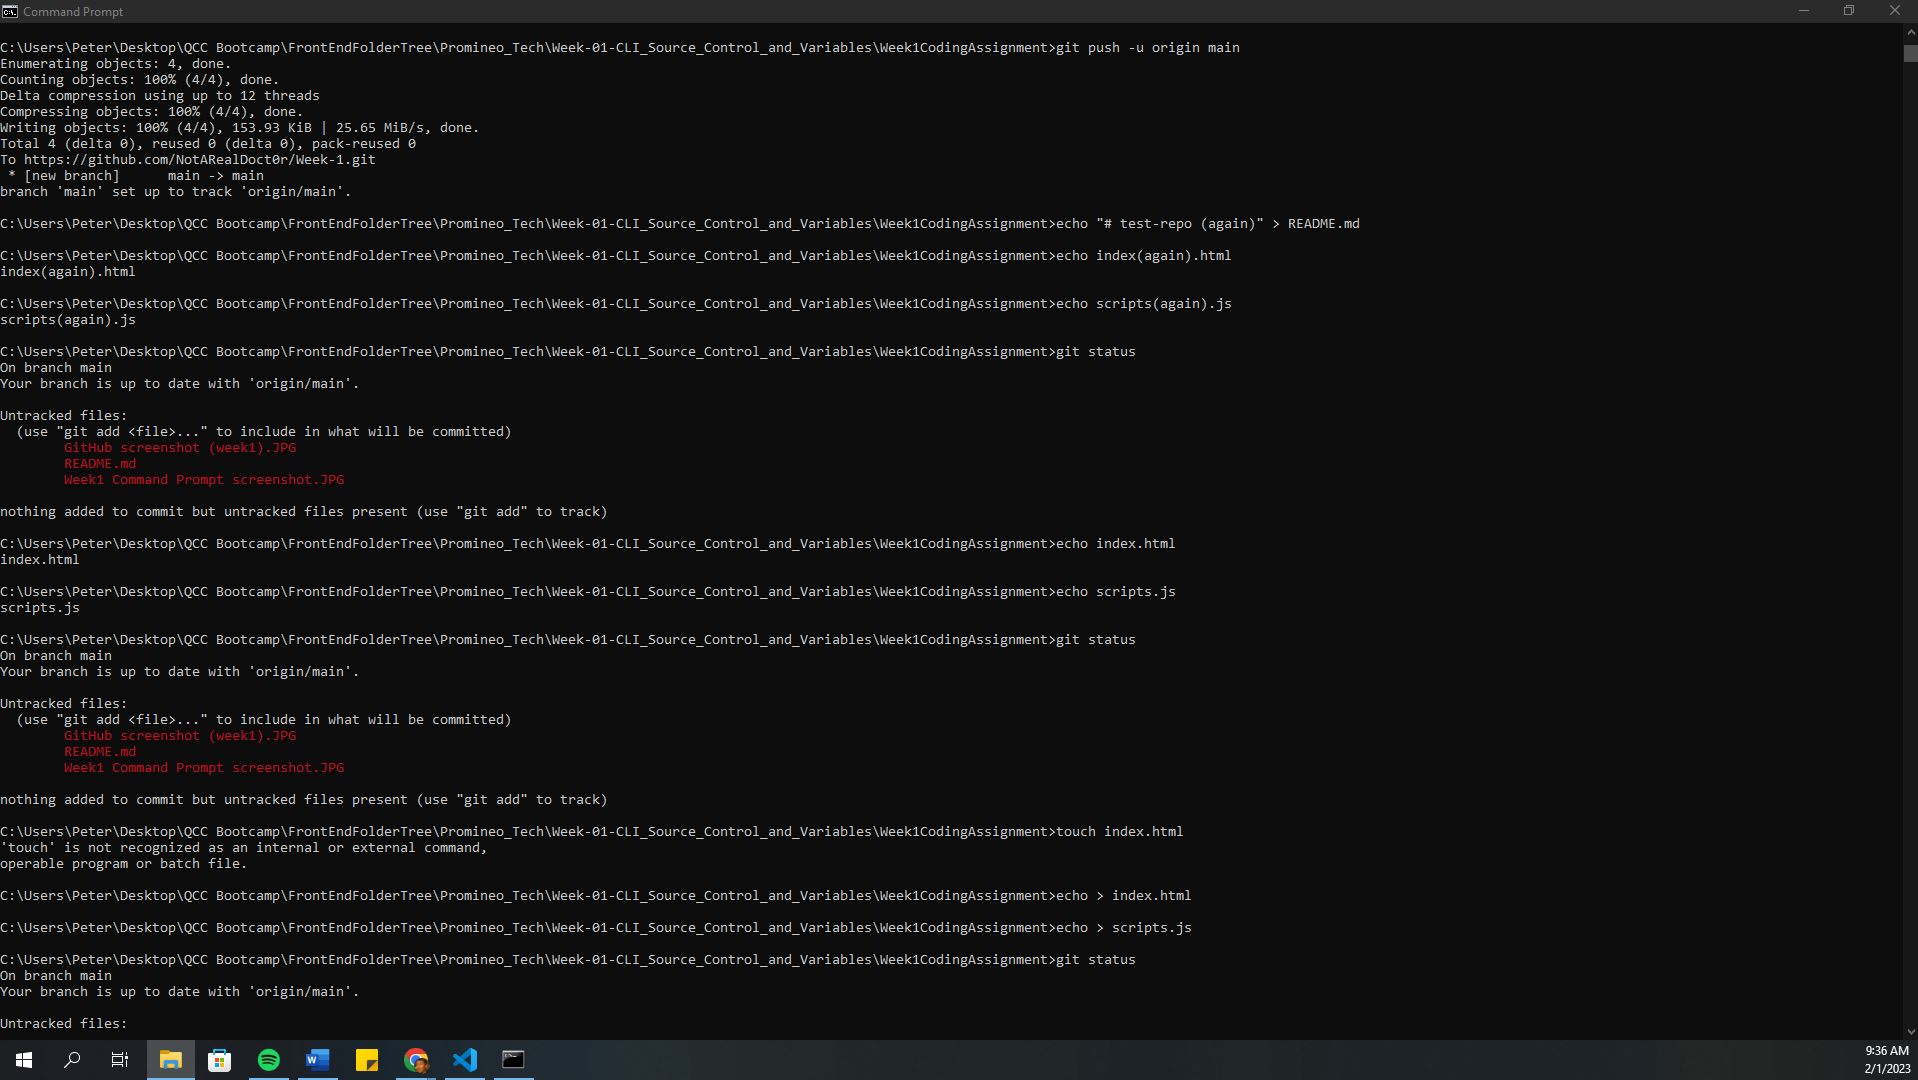 Command Prompt
C:\Users\Peter\Desktop\QCC Bootcamp\FrontEndFolderTree\Promineo_Tech\Week-01-CLI_Source_Control_and_Variables\Week1CodingAssignment>git push -u origin main
Enumerating objects: 4, done.
Counting objects: 100% (4/4), done.
Delta compression using up to 12 threads
Compressing objects: 100% (4/4), done.
Writing objects: 100% (4/4), 153.93 KiB | 25.65 MiB/s, done.
Total 4 (delta 0), reused 0 (delta 0), pack-reused 0
To https://github.com/NotARealDoct0r/Week-1.git
 * [new branch]      main -> main
branch 'main' set up to track 'origin/main'.
C:\Users\Peter\Desktop\QCC Bootcamp\FrontEndFolderTree\Promineo_Tech\Week-01-CLI_Source_Control_and_Variables\Week1CodingAssignment>echo "# test-repo (again)" > README.md
C:\Users\Peter\Desktop\QCC Bootcamp\FrontEndFolderTree\Promineo_Tech\Week-01-CLI_Source_Control_and_Variables\Week1CodingAssignment>echo index(again).html
index(again).html
C:\Users\Peter\Desktop\QCC Bootcamp\FrontEndFolderTree\Promineo_Tech\Week-01-CLI_Source_Control_and_Variables\Week1CodingAssignment>echo scripts(again).js
scripts(again).js
C:\Users\Peter\Desktop\QCC Bootcamp\FrontEndFolderTree\Promineo_Tech\Week-01-CLI_Source_Control_and_Variables\Week1CodingAssignment>git status
On branch main
Your branch is up to date with 'origin/main'.
Untracked files:
  (use "git add <file>..." to include in what will be committed)
        GitHub screenshot (week1).JPG
        README.md
        Week1 Command Prompt screenshot.JPG
nothing added to commit but untracked files present (use "git add" to track)
C:\Users\Peter\Desktop\QCC Bootcamp\FrontEndFolderTree\Promineo_Tech\Week-01-CLI_Source_Control_and_Variables\Week1CodingAssignment>echo index.html
index.html
C:\Users\Peter\Desktop\QCC Bootcamp\FrontEndFolderTree\Promineo_Tech\Week-01-CLI_Source_Control_and_Variables\Week1CodingAssignment>echo scripts.js
scripts.js
C:\Users\Peter\Desktop\QCC Bootcamp\FrontEndFolderTree\Promineo_Tech\Week-01-CLI_Source_Control_and_Variables\Week1CodingAssignment>git status
On branch main
Your branch is up to date with 'origin/main'.
Untracked files:
  (use "git add <file>..." to include in what will be committed)
        GitHub screenshot (week1).JPG
        README.md
        Week1 Command Prompt screenshot.JPG
nothing added to commit but untracked files present (use "git add" to track)
C:\Users\Peter\Desktop\QCC Bootcamp\FrontEndFolderTree\Promineo_Tech\Week-01-CLI_Source_Control_and_Variables\Week1CodingAssignment>touch index.html
'touch' is not recognized as an internal or external command,
operable program or batch file.
C:\Users\Peter\Desktop\QCC Bootcamp\FrontEndFolderTree\Promineo_Tech\Week-01-CLI_Source_Control_and_Variables\Week1CodingAssignment>echo > index.html
C:\Users\Peter\Desktop\QCC Bootcamp\FrontEndFolderTree\Promineo_Tech\Week-01-CLI_Source_Control_and_Variables\Week1CodingAssignment>echo > scripts.js
C:\Users\Peter\Desktop\QCC Bootcamp\FrontEndFolderTree\Promineo_Tech\Week-01-CLI_Source_Control_and_Variables\Week1CodingAssignment>git status
On branch main
Your branch is up to date with 'origin/main'.
Untracked files:
9:36 AM
2/1/2023